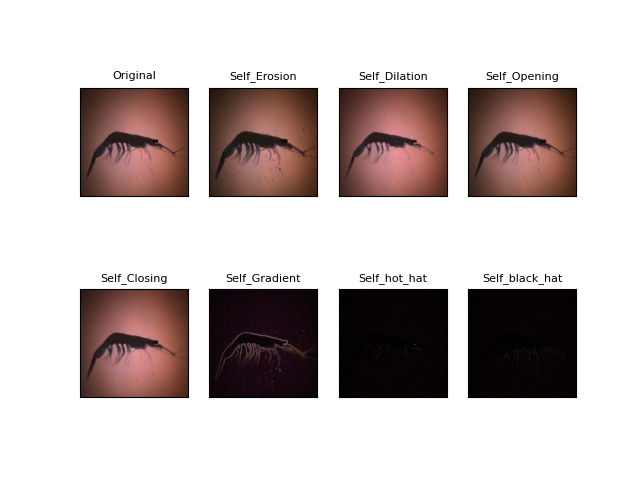 Original
Self_Erosion
Self_Dilation
Self_Opening
Self_Closing
Self_Gradient
Self_hot_hat
Self_black_hat